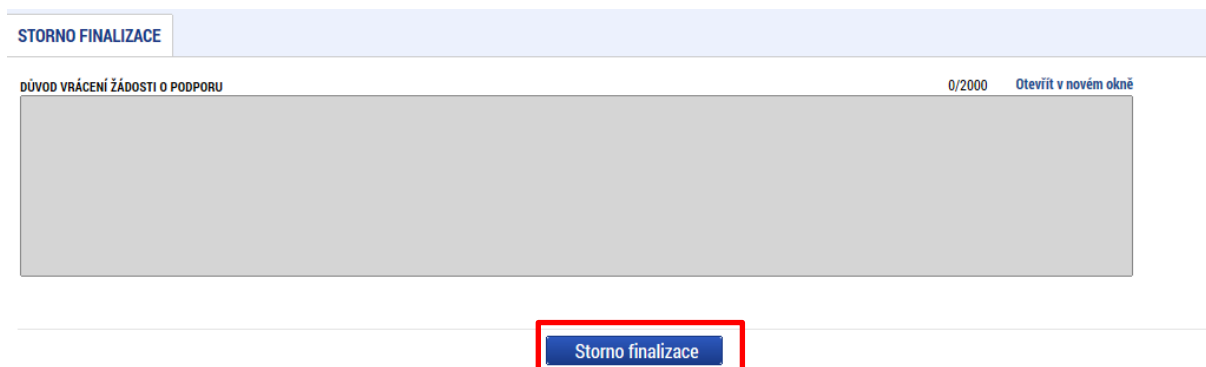 STORNO FINALIZACE
DŮVOD VRÁCENÍ ŽÁDOSTI O PODPORU 0/2000 Otevřít v novém okně
Storno finalizace